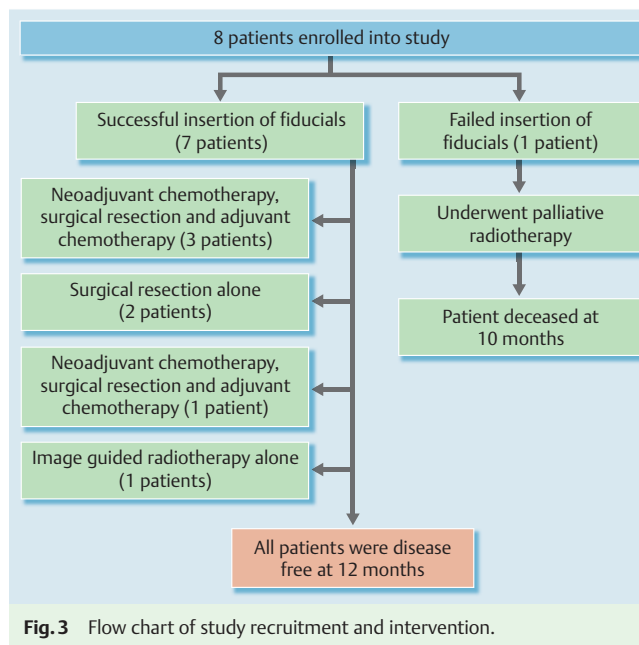 8 patients enrolled into study
Successful insertion of fiducials
(7 patients)
Failed insertion of
fiducials (1 patient)
Neoadjuvant chemotherapy,
surgical resection and adjuvant
chemotherapy (3 patients)
Underwent palliative
radiotherapy
Surgical resection alone
(2 patients)
Patient deceased at
10 months
Neoadjuvant chemotherapy,
surgical resection and adjuvant
chemotherapy (1 patient)
Image guided radiotherapy alone
(1 patients)
All patients were disease
free at 12 months
Fig. 3 Flow chart of study recruitment and intervention.